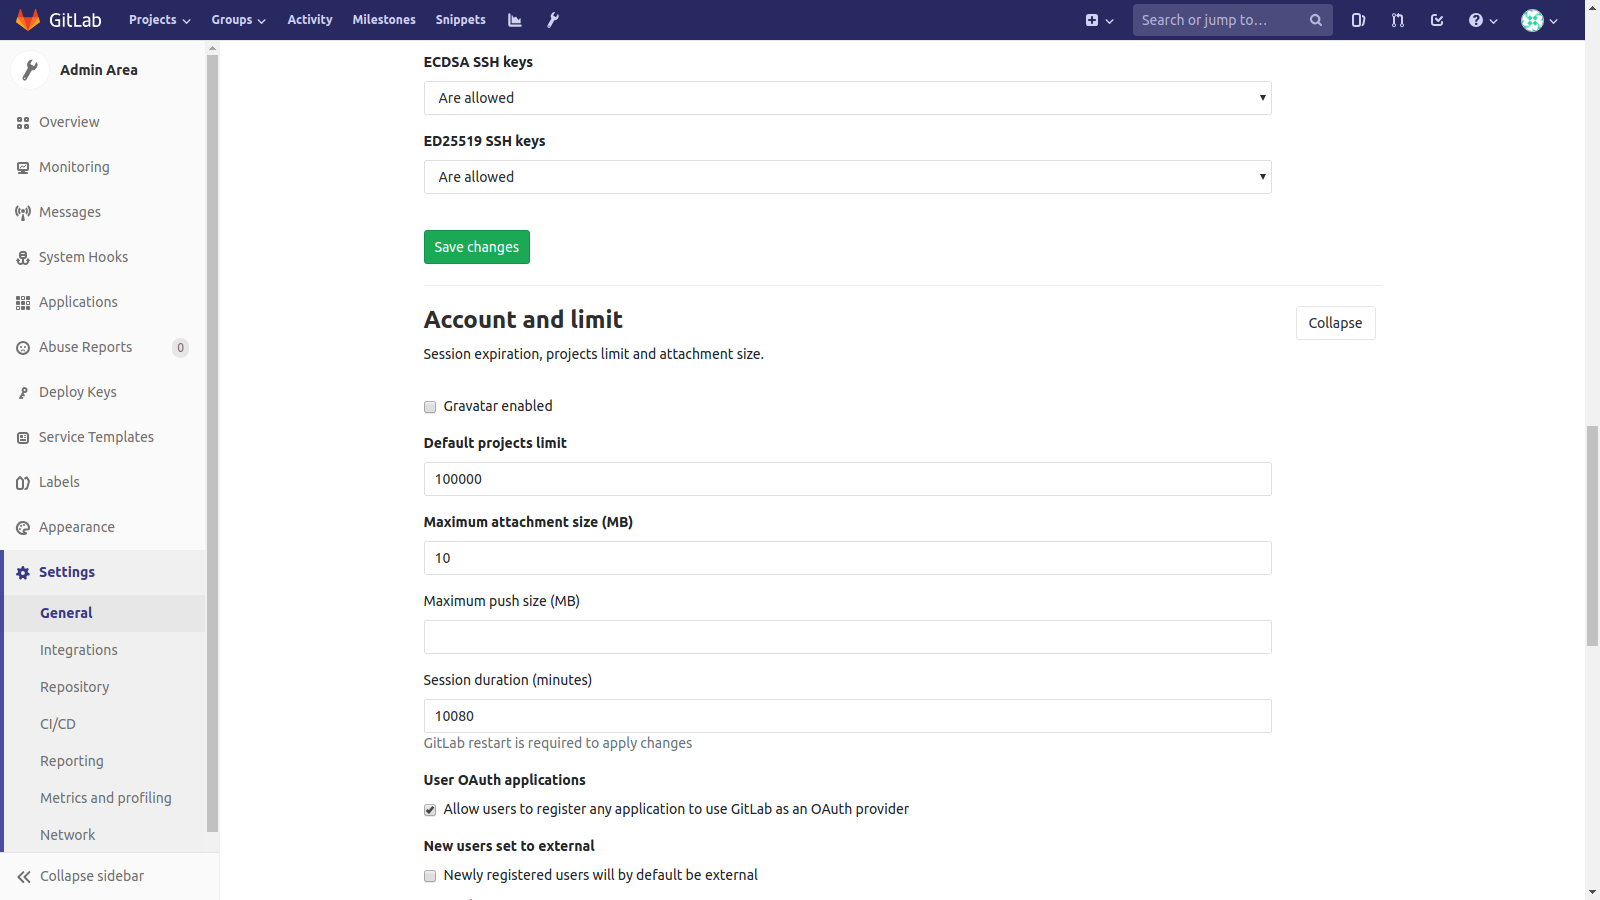 GitLab
Projects
Groups
Activity
Milestones
Snippets
Search or jump to...
Admin Area
Overview
Monitoring
Messages
System Hooks
Applications
Abuse Reports 0
Deploy Keys
Service Templates
Labels
Appearance
Settings
General
Integrations
Repository
CI/CD
Reporting
Metrics and profiling
Network
Collapse sidebar
ECDSA SSH keys
Are allowed
ED25519 SSH keys
Are allowed
Save changes
Account and limit
Collapse
Session expiration, projects limit and attachment size.
Gravatar enabled
Default projects limit
100000
Maximum attachment size (MB)
10
Maximum push size (MB)
Session duration (minutes)
10080
GitLab restart is required to apply changes
User OAuth applications
Allow users to register any application to use GitLab as an OAuth provider
New users set to external
Newly registered users will by default be external